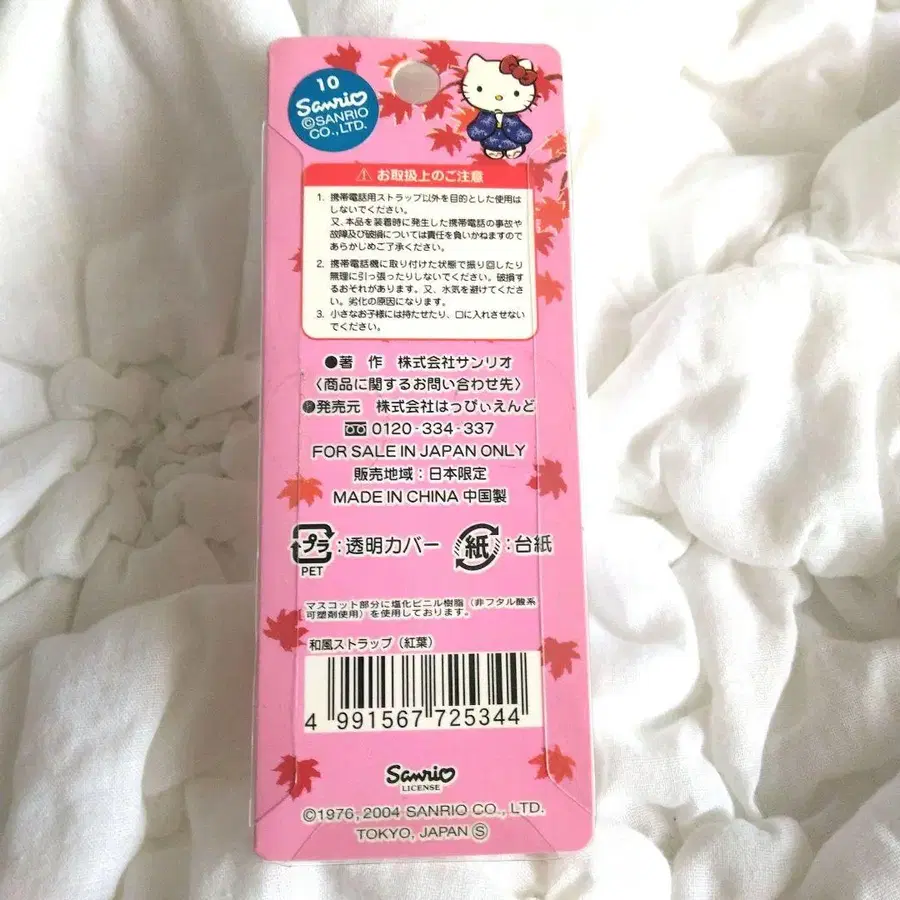 10
Sanrio
©SANRIO
CO., LTD.
⚠ お取扱上のご注意
1. 携帯電話用ストラップ以外を目的とした使用は
しないでください。
又、本品を装着時に発生した携帯電話の事故や
故障及び破損については責任を負いかねますので
あらかじめご了承ください。
2. 携帯電話機に取り付けた状態で振り回したり
無理に引っ張ったりしないでください。破損す
るおそれがあります。又、水気を避けてくださ
い。劣化の原因になります。
3. 小さなお子様には持たせたり、口に入れさせない
でください。
●著 作 株式会社サンリオ
〈商品に関するお問い合わせ先〉
発売元 株式会社はっぴぃえんど
0120-334-337
FOR SALE IN JAPAN ONLY
販売地域：日本限定
MADE IN CHINA 中国製
プラ：透明カバー 紙：台紙
PET
マスコット部分に塩化ビニル樹脂（非フタル酸系
可塑剤使用）を使用しております。
和風ストラップ（紅葉）
4 991567 725344
Sanrio
LICENSE
©1976, 2004 SANRIO CO., LTD.
TOKYO, JAPAN Ⓢ